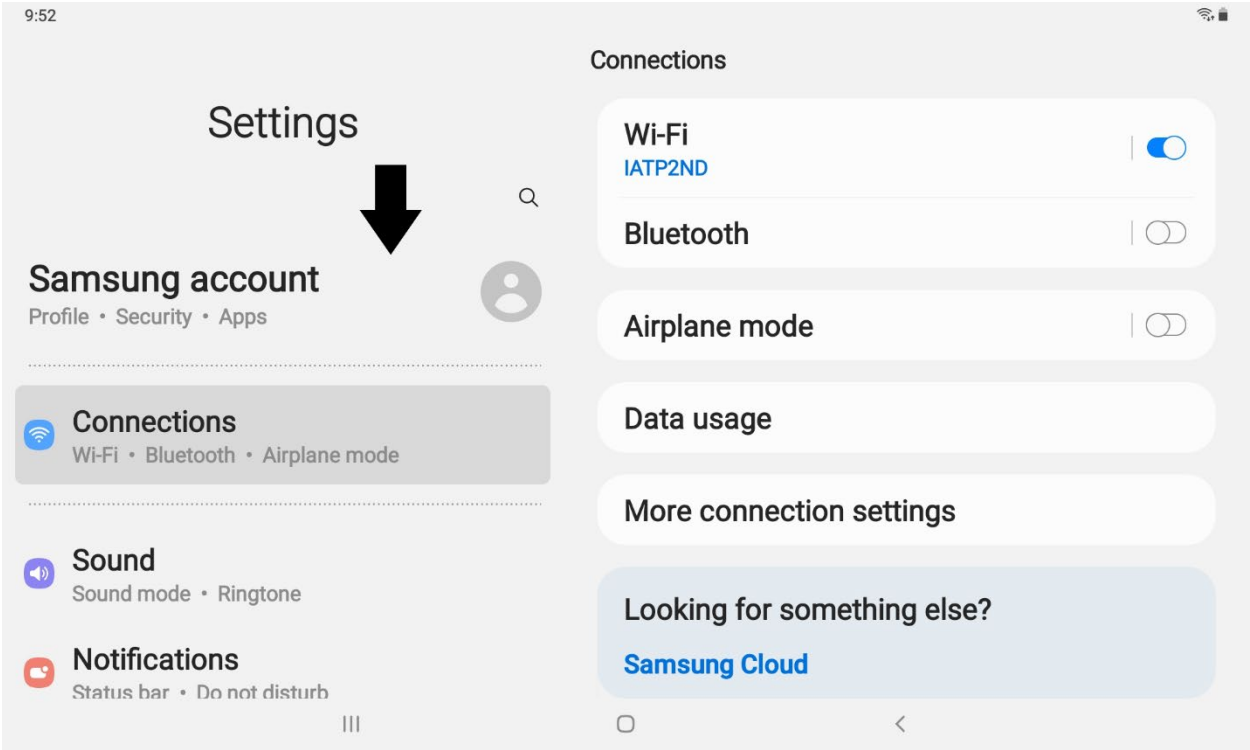 9:52
Settings
Samsung account
Profile • Security • Apps
Connections
Wi-Fi • Bluetooth • Airplane mode
Sound
Sound mode • Ringtone
Notifications
Status bar • Do not disturb
Connections
Wi-Fi
IATP2ND
Bluetooth
Airplane mode
Data usage
More connection settings
Looking for something else?
Samsung Cloud